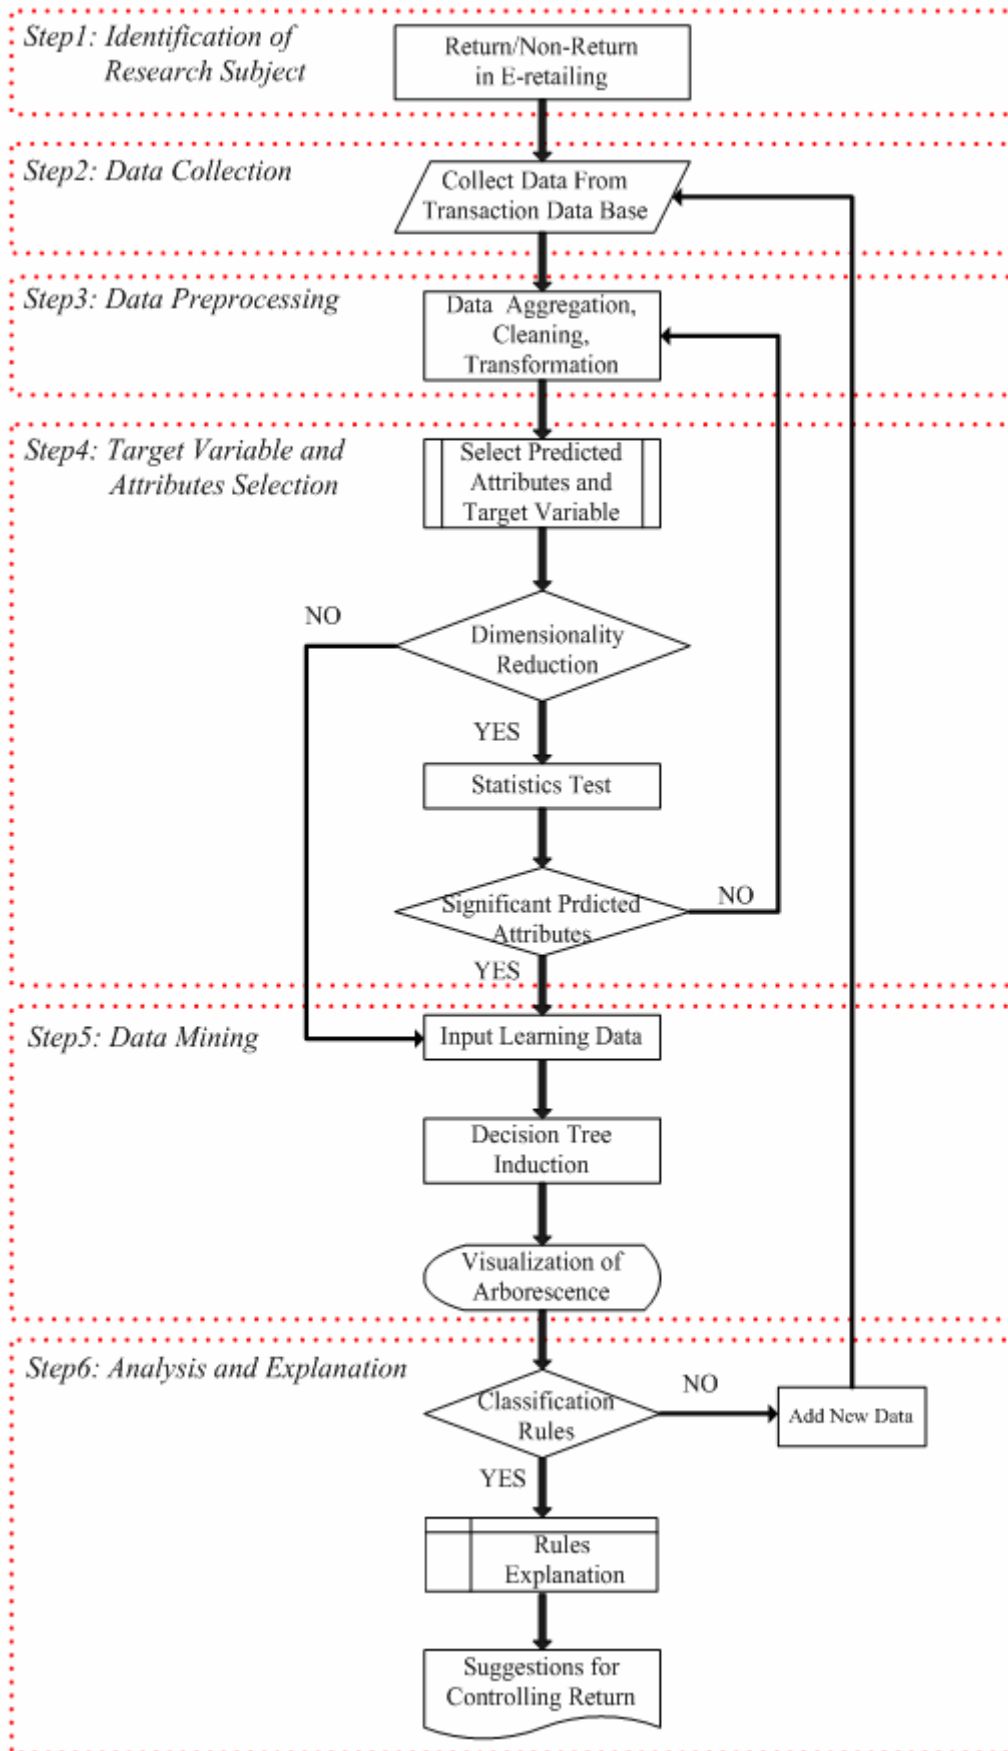 Step1: Identification of
Research Subject
Return/Non-Return
in E-retailing
Step2: Data Collection
Collect Data From
Transaction Data Base
Step3: Data Preprocessing
Data Aggregation,
Cleaning,
Transformation
Step4: Target Variable and
Attributes Selection
Select Predicted
Attributes and
Target Variable
NO
Dimensionality
Reduction
YES
Statistics Test
Significant Prdicted
Attributes
NO
YES
Step5: Data Mining
Input Learning Data
Decision Tree
Induction
Visualization of
Arborescence
Step6: Analysis and Explanation
Classification
Rules
NO
Add New Data
YES
Rules
Explanation
Suggestions for
Controlling Return